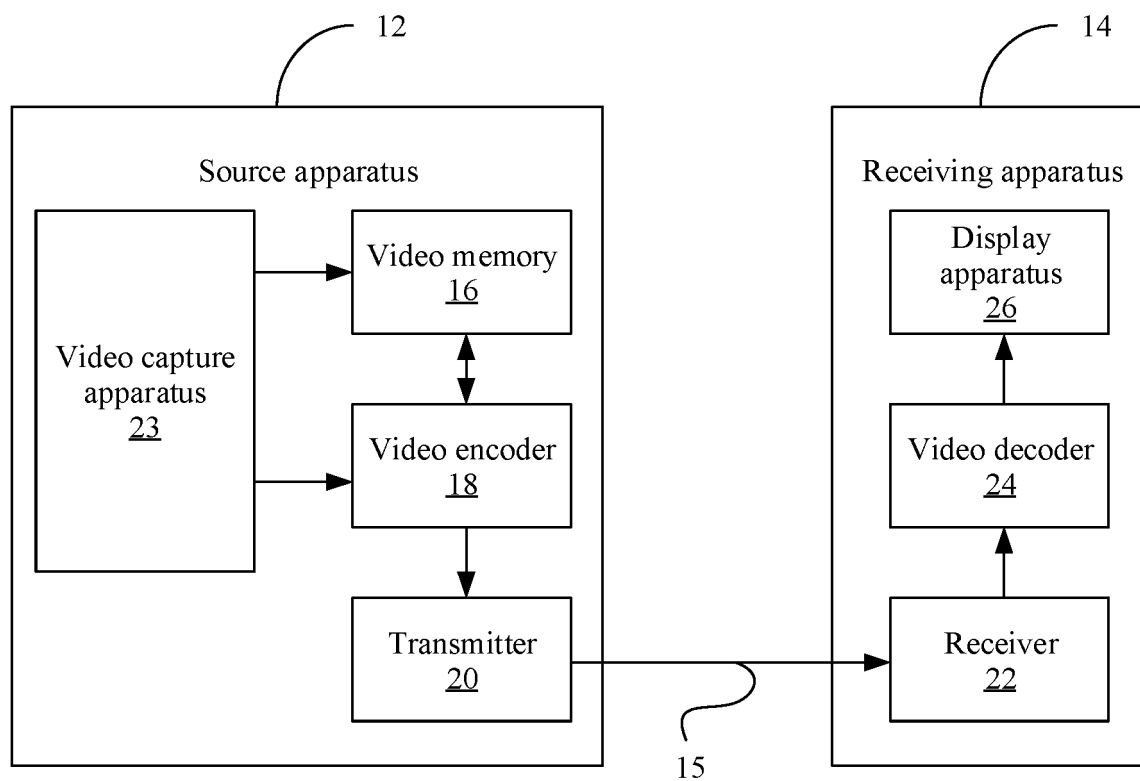 12
14
Source apparatus
Receiving apparatus
Video capture
apparatus
23
Video memory
16
Video encoder
18
Transmitter
20
Display
apparatus
26
Video decoder
24
Receiver
22
15